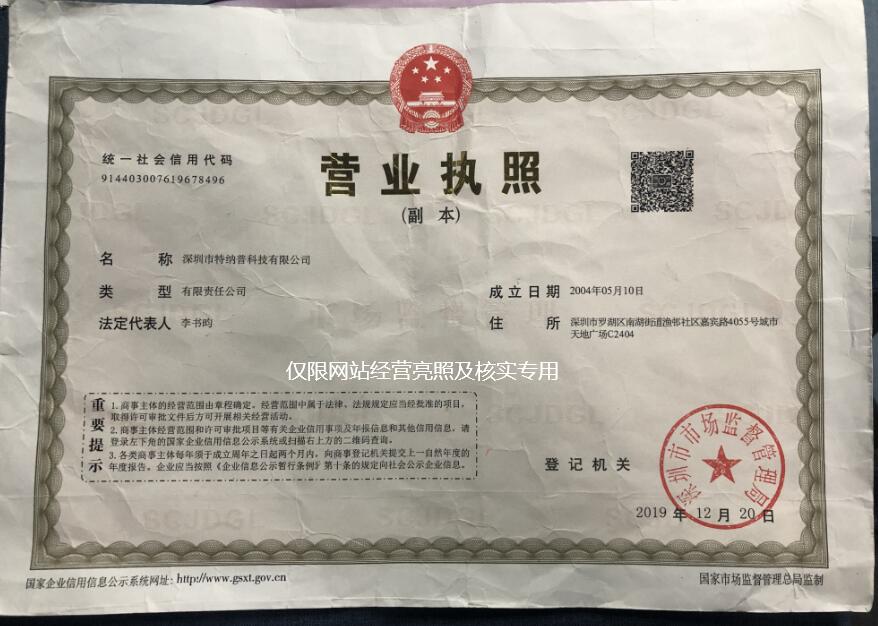 统一社会信用代码
914403007619678496
营业执照
(副 本)
名 称 深圳市特纳普科技有限公司
类 型 有限责任公司
成立日期 2004年05月10日
法定代表人 李书昀
住 所 深圳市罗湖区南湖街道渔邨社区嘉宾路4055号城市
天地广场C2404
仅限网站经营亮照及核实专用
重要提示
1.商事主体的经营范围由章程确定。经营范围中属于法律、法规规定应当经批准的项目,
取得许可审批文件后方可开展相关经营活动。
2.商事主体经营范围和许可审批项目等有关企业信用事项及年报信息和其他信用信息,请
登录左下角的国家企业信用信息公示系统或扫描右上方的二维码查询。
3.各类商事主体每年须于成立周年之日起两个月内,向商事登记机关提交上一自然年度的
年度报告。企业应当按照《企业信息公示暂行条例》第十条的规定向社会公示企业信息。
登记机关
深圳市市场监督管理局
2019 年 12 月 20 日
国家企业信用信息公示系统网址:http://www.gsxt.gov.cn
国家市场监督管理总局监制
SCJDGL